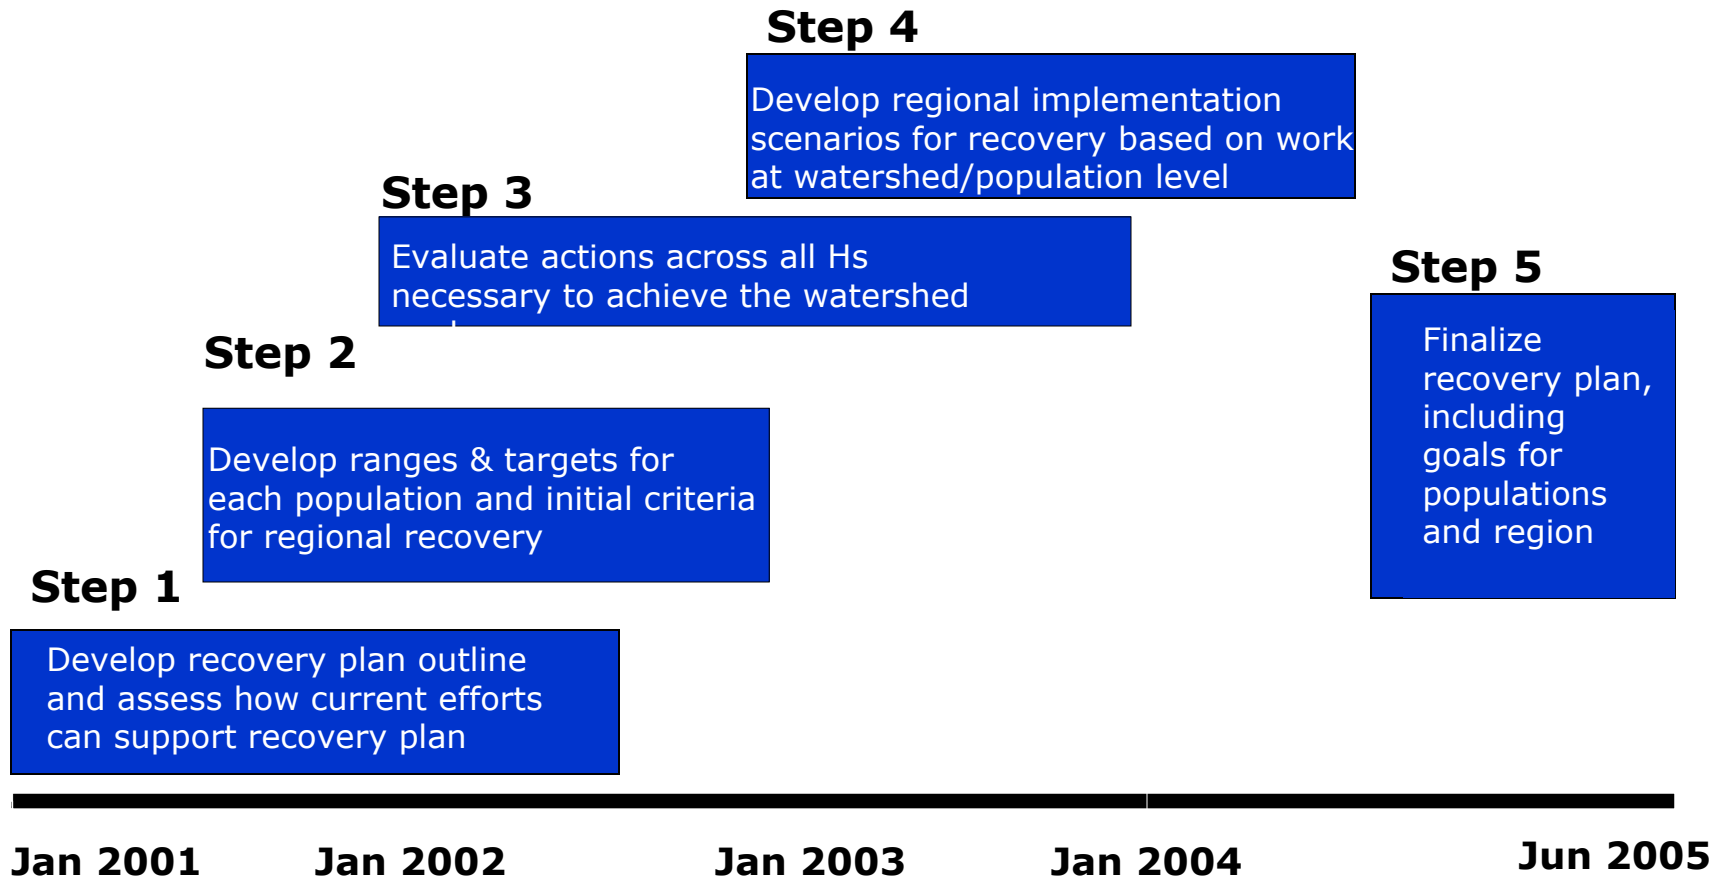 Step 4
Develop regional implementation
scenarios for recovery based on work
at watershed/population level
Step 3
Evaluate actions across all Hs
necessary to achieve the watershed
Step 5
Finalize
recovery plan,
including
goals for
populations
and region
Step 2
Develop ranges & targets for
each population and initial criteria
for regional recovery
Step 1
Develop recovery plan outline
and assess how current efforts
can support recovery plan
Jan 2001
Jan 2002
Jan 2003
Jan 2004
Jun 2005